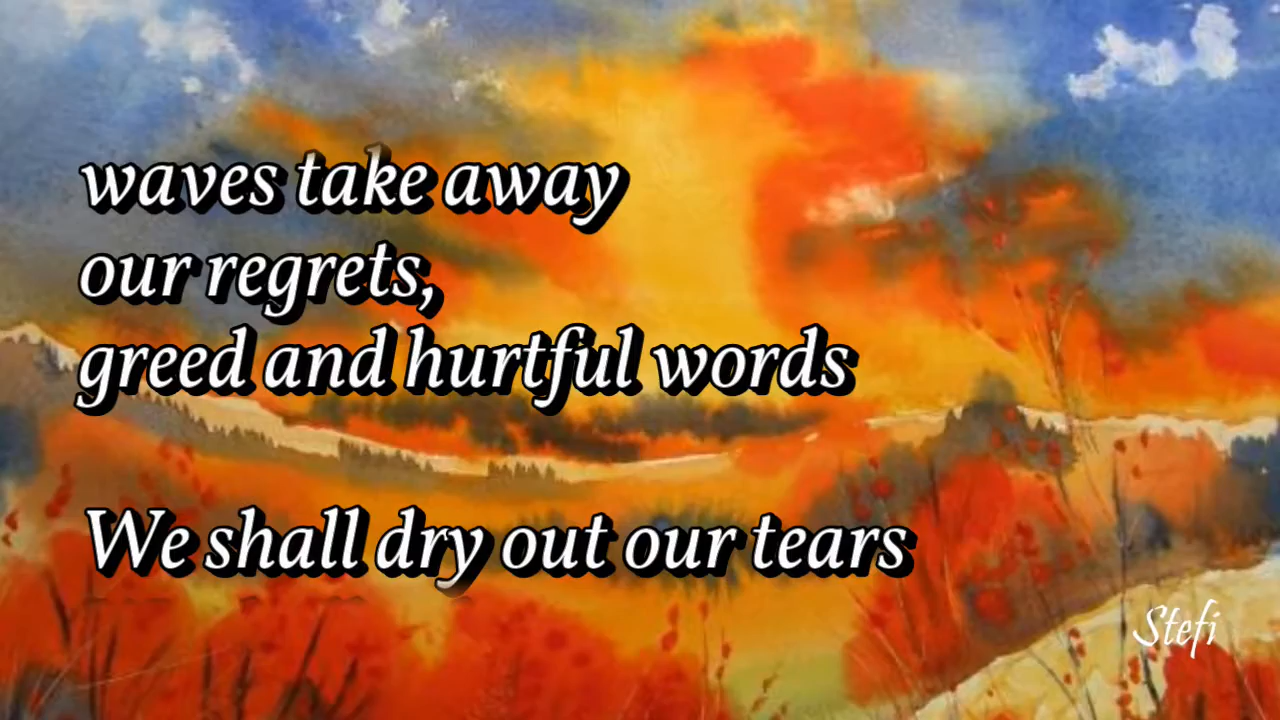 waves take away
our regrets,
greed and hurtful words
We shall dry out our tears
Stefi